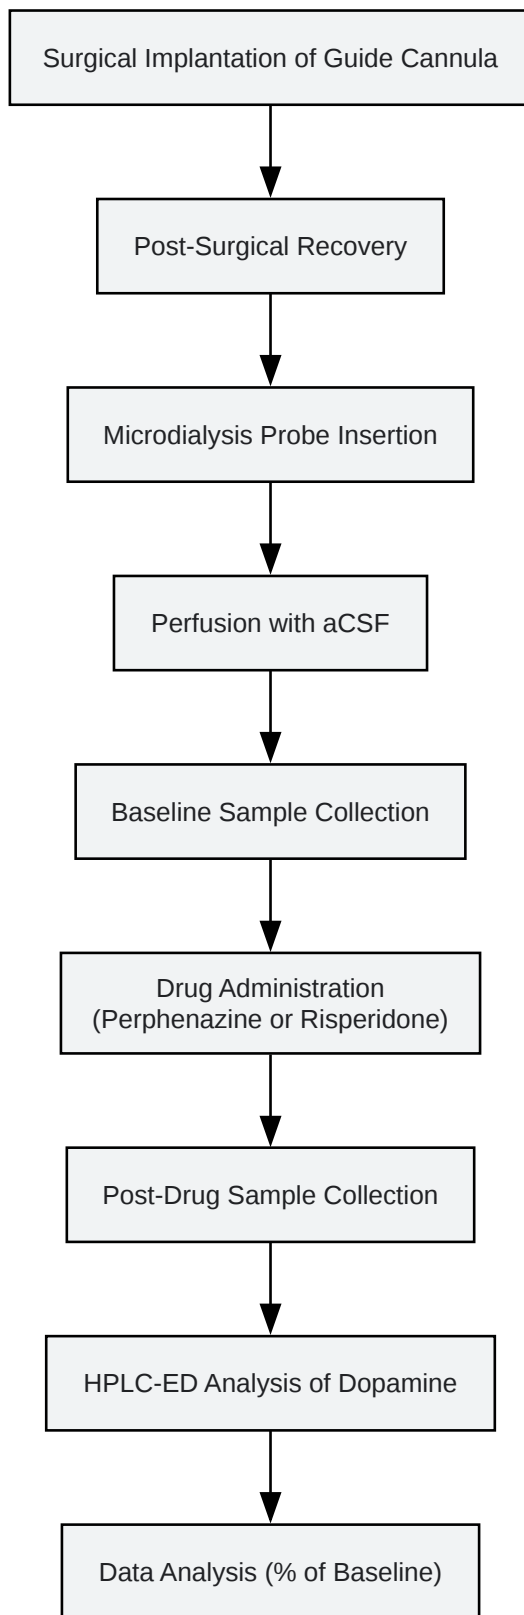 Surgical Implantation of Guide Cannula
Post-Surgical Recovery
Microdialysis Probe Insertion
Perfusion with aCSF
Baseline Sample Collection
Drug Administration
(Perphenazine or Risperidone)
Post-Drug Sample Collection
HPLC-ED Analysis of Dopamine
Data Analysis (% of Baseline)